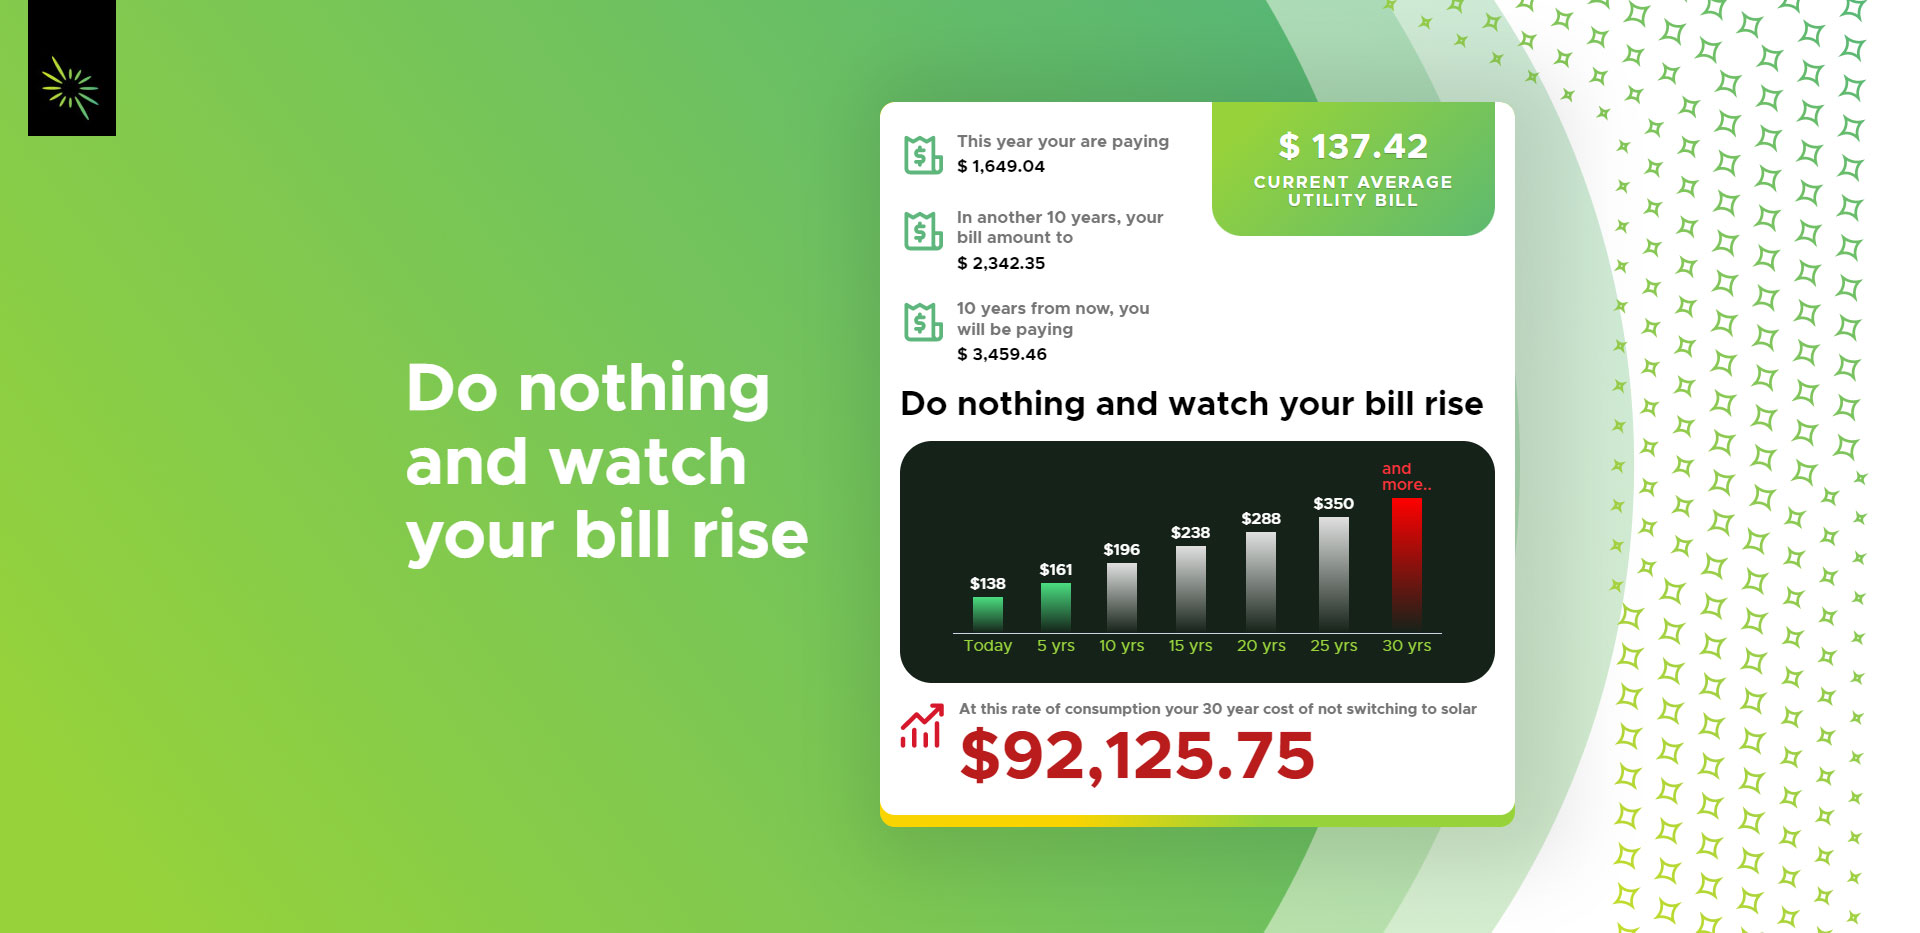 Do nothing
and watch
your bill rise
This year your are paying
$ 1,649.04
In another 10 years, your
bill amount to
$ 2,342.35
10 years from now, you
will be paying
$ 3,459.46
$ 137.42
CURRENT AVERAGE
UTILITY BILL
Do nothing and watch your bill rise
and
more..
$138 $161 $196 $238 $288 $350
Today 5 yrs 10 yrs 15 yrs 20 yrs 25 yrs 30 yrs
At this rate of consumption your 30 year cost of not switching to solar
$92,125.75